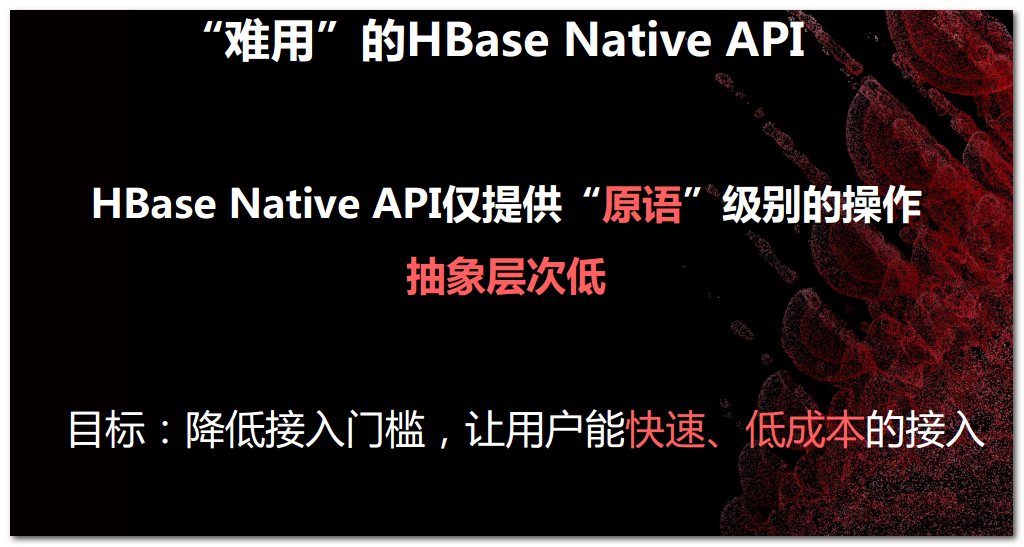 “难用”的HBase Native API
HBase Native API仅提供“原语”级别的操作
抽象层次低
目标：降低接入门槛，让用户能快速、低成本的接入